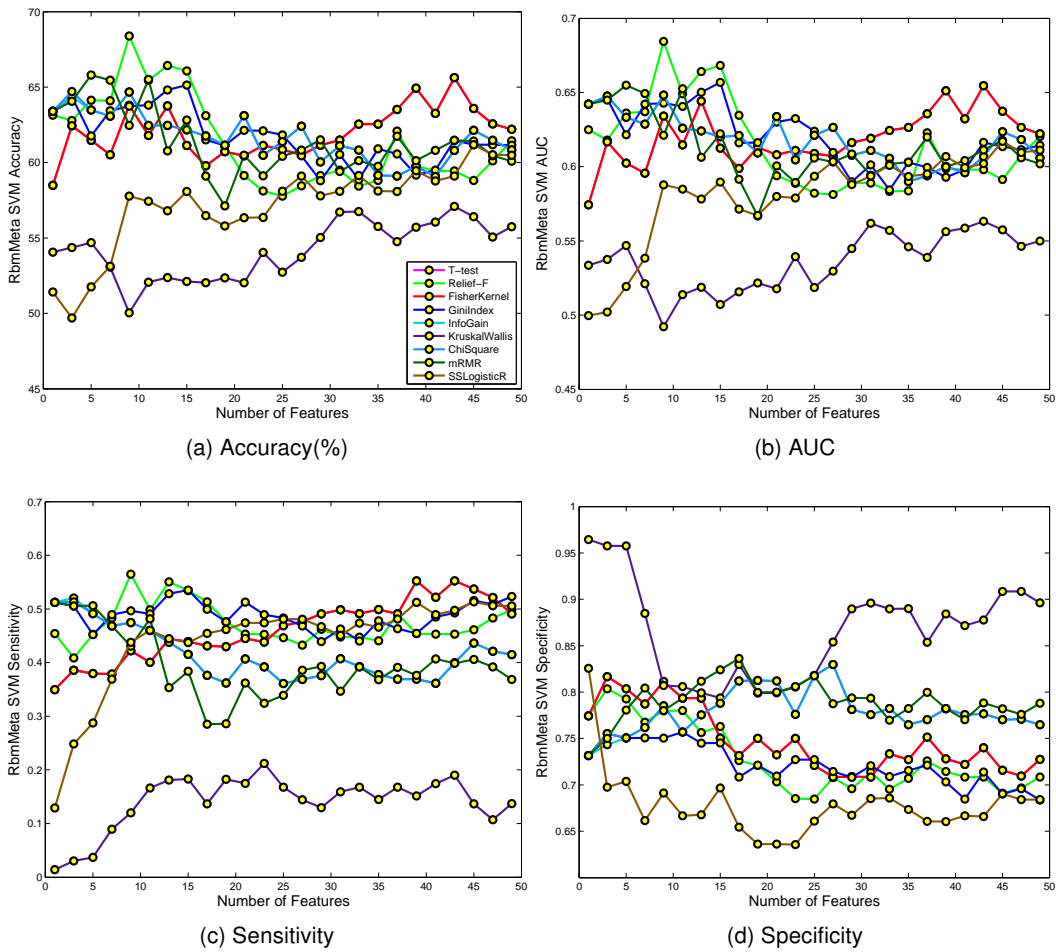 70
65
60
55
50
45
RbmMeta SVM Accuracy
0 5 10 15 20 25 30 35 40 45 50
Number of Features
T−test
Relief−F
FisherKernel
GiniIndex
InfoGain
KruskalWallis
ChiSquare
mRMR
SSLogisticR
(a) Accuracy(%)
0.7
0.65
0.6
0.55
0.5
0.45
RbmMeta SVM AUC
0 5 10 15 20 25 30 35 40 45 50
Number of Features
(b) AUC
0.7
0.6
0.5
0.4
0.3
0.2
0.1
0
RbmMeta SVM Sensitivity
0 5 10 15 20 25 30 35 40 45 50
Number of Features
(c) Sensitivity
1
0.95
0.9
0.85
0.8
0.75
0.7
0.65
RbmMeta SVM Specificity
0 5 10 15 20 25 30 35 40 45 50
Number of Features
(d) Specificity